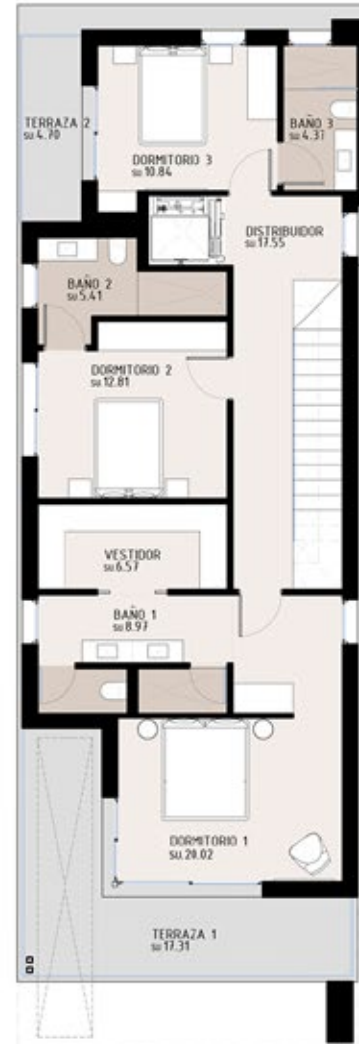 TERRAZA 2
su 4.70
DORMITORIO 3
su 10.84
BAÑO 3
su 4.37
DISTRIBUIDOR
su 17.55
BAÑO 2
su 5.41
DORMITORIO 2
su 12.81
VESTIDOR
su 6.57
BAÑO 1
su 8.97
DORMITORIO 1
su. 20.02
TERRAZA 1
su 17.31